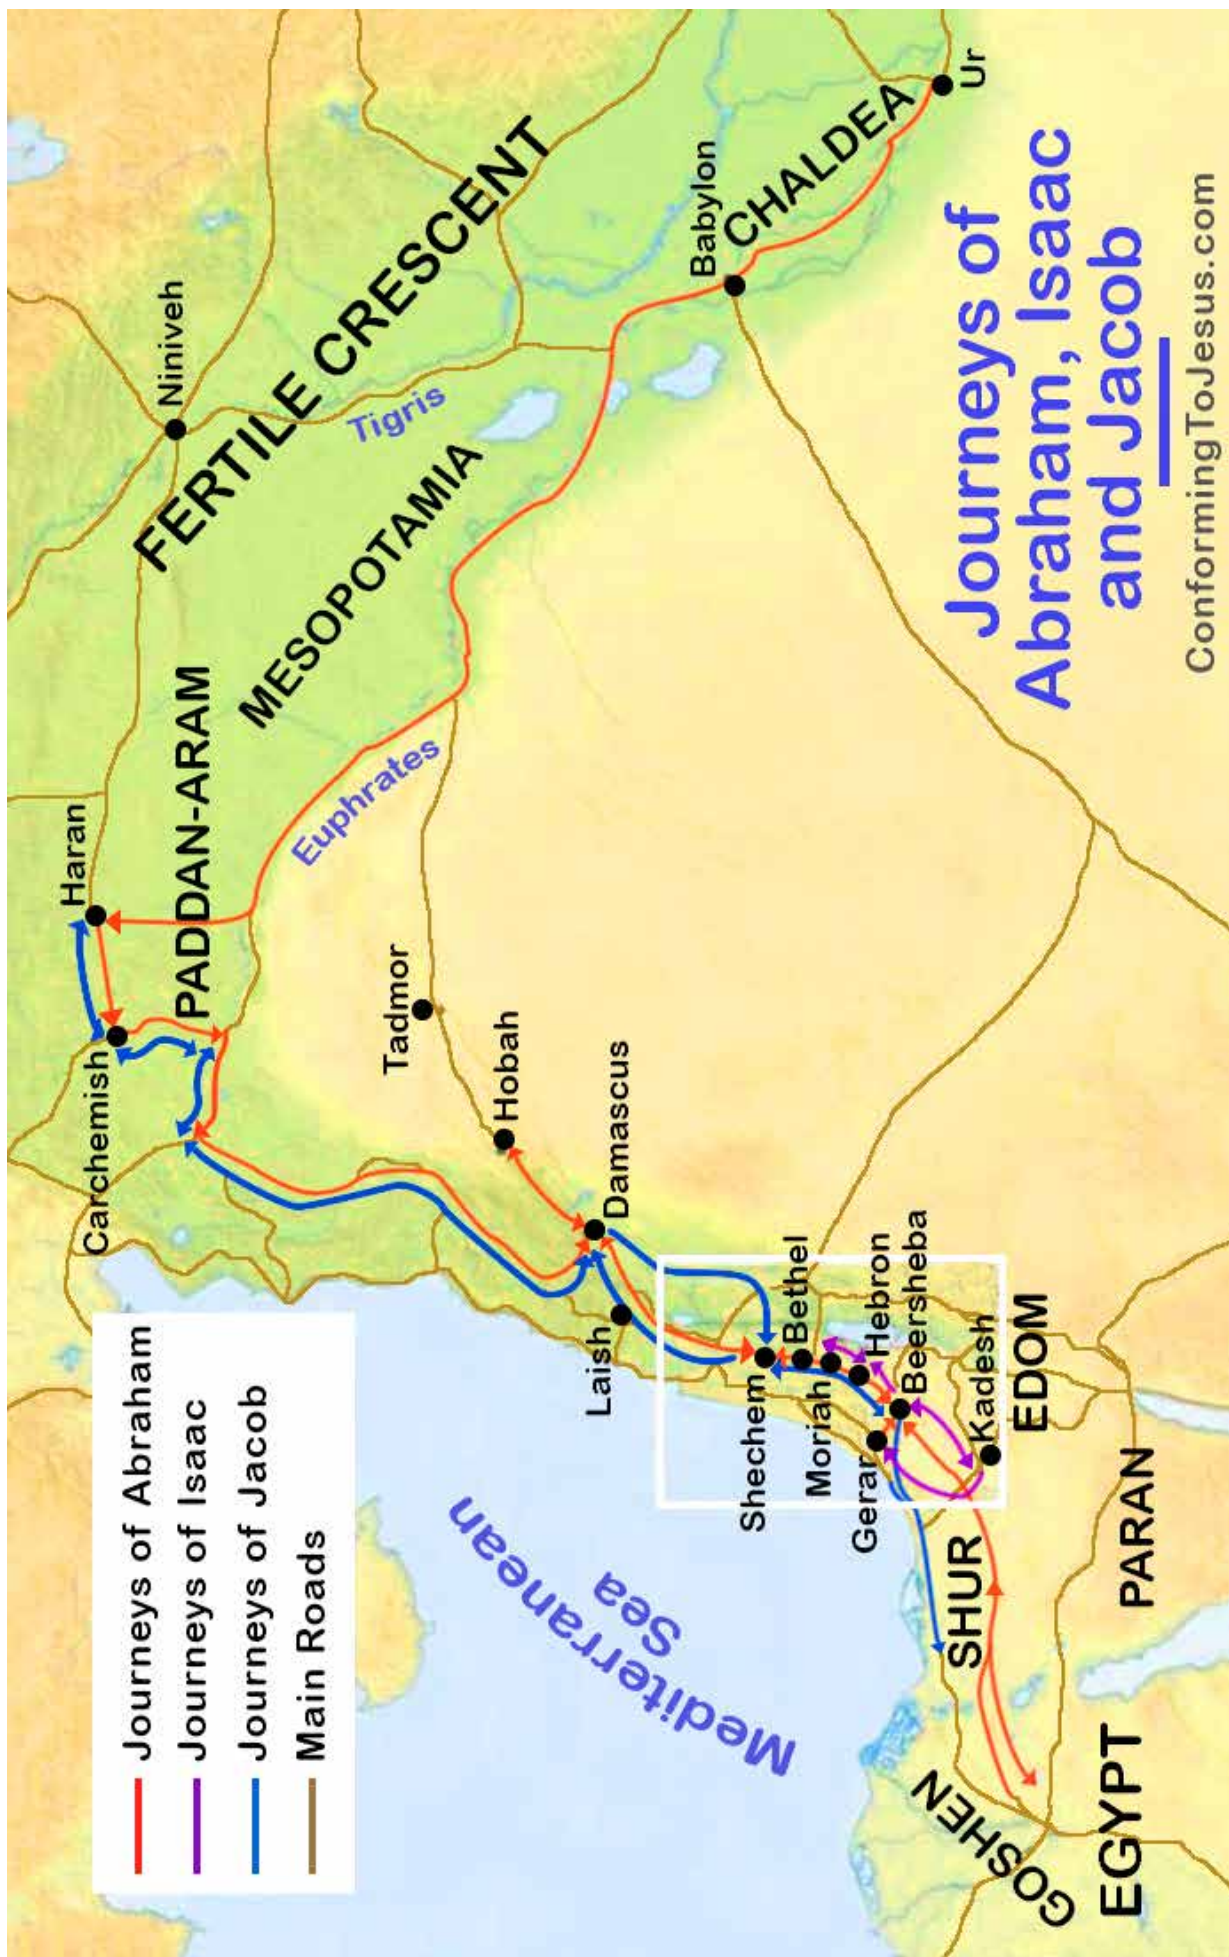 Journeys of Abraham
Journeys of Isaac
Journeys of Jacob
Main Roads
Carchemish
Haran
PADDAN-ARAM
Niniveh
FERTILE CRESCENT
Tigris
MESOPOTAMIA
Euphrates
Babylon
CHALDEA
Ur
Tadmor
Hobah
Damascus
Laish
Mediterranean
Sea
Shechem
Bethel
Moriah
Hebron
Gerar
Beersheba
Kadesh
EDOM
SHUR
PARAN
GOSHEN
EGYPT
Journeys of
Abraham, Isaac
and Jacob
ConformingToJesus.com